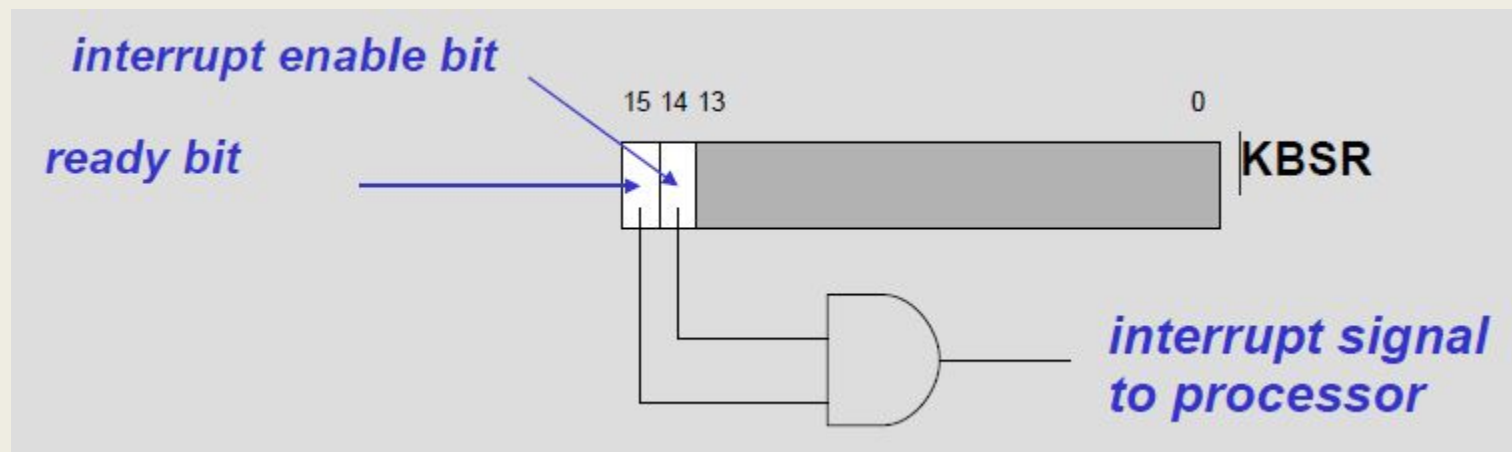 interrupt enable bit
15 14 13 0
ready bit
KBSR
interrupt signal
to processor